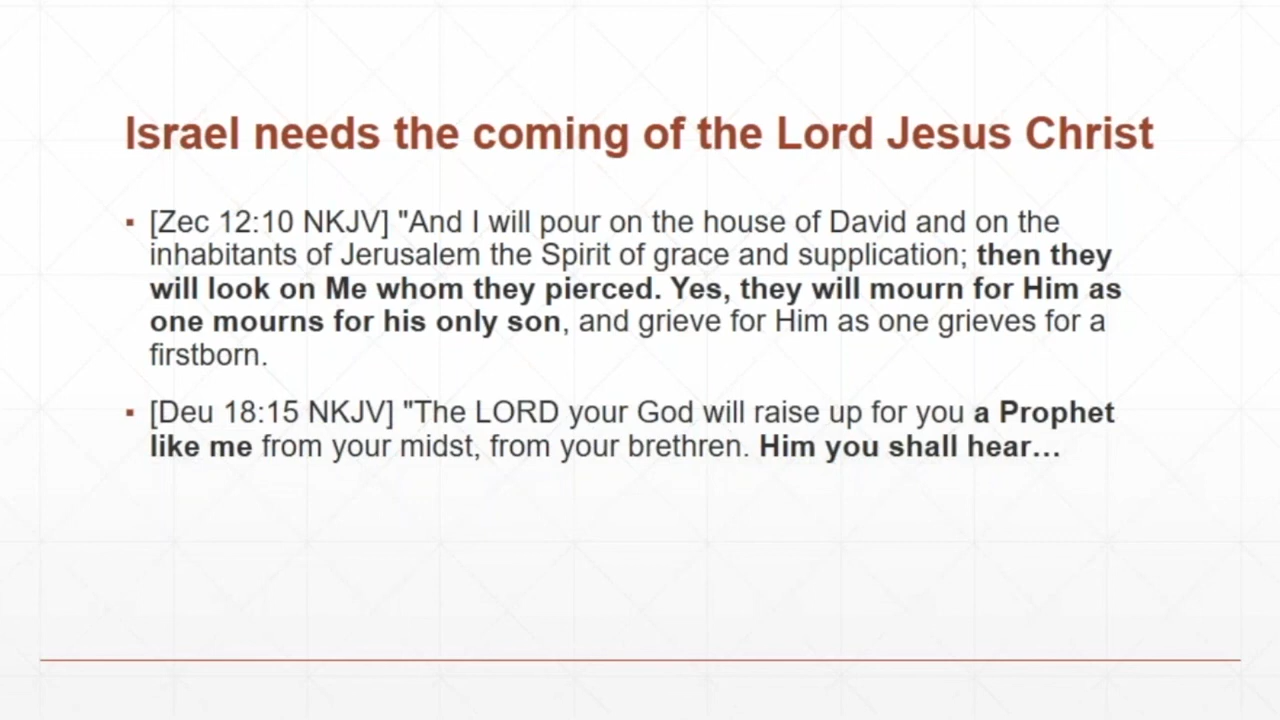 Israel needs the coming of the Lord Jesus Christ
▪ [Zec 12:10 NKJV] "And I will pour on the house of David and on the
inhabitants of Jerusalem the Spirit of grace and supplication; then they
will look on Me whom they pierced. Yes, they will mourn for Him as
one mourns for his only son, and grieve for Him as one grieves for a
firstborn.
▪ [Deu 18:15 NKJV] "The LORD your God will raise up for you a Prophet
like me from your midst, from your brethren. Him you shall hear…